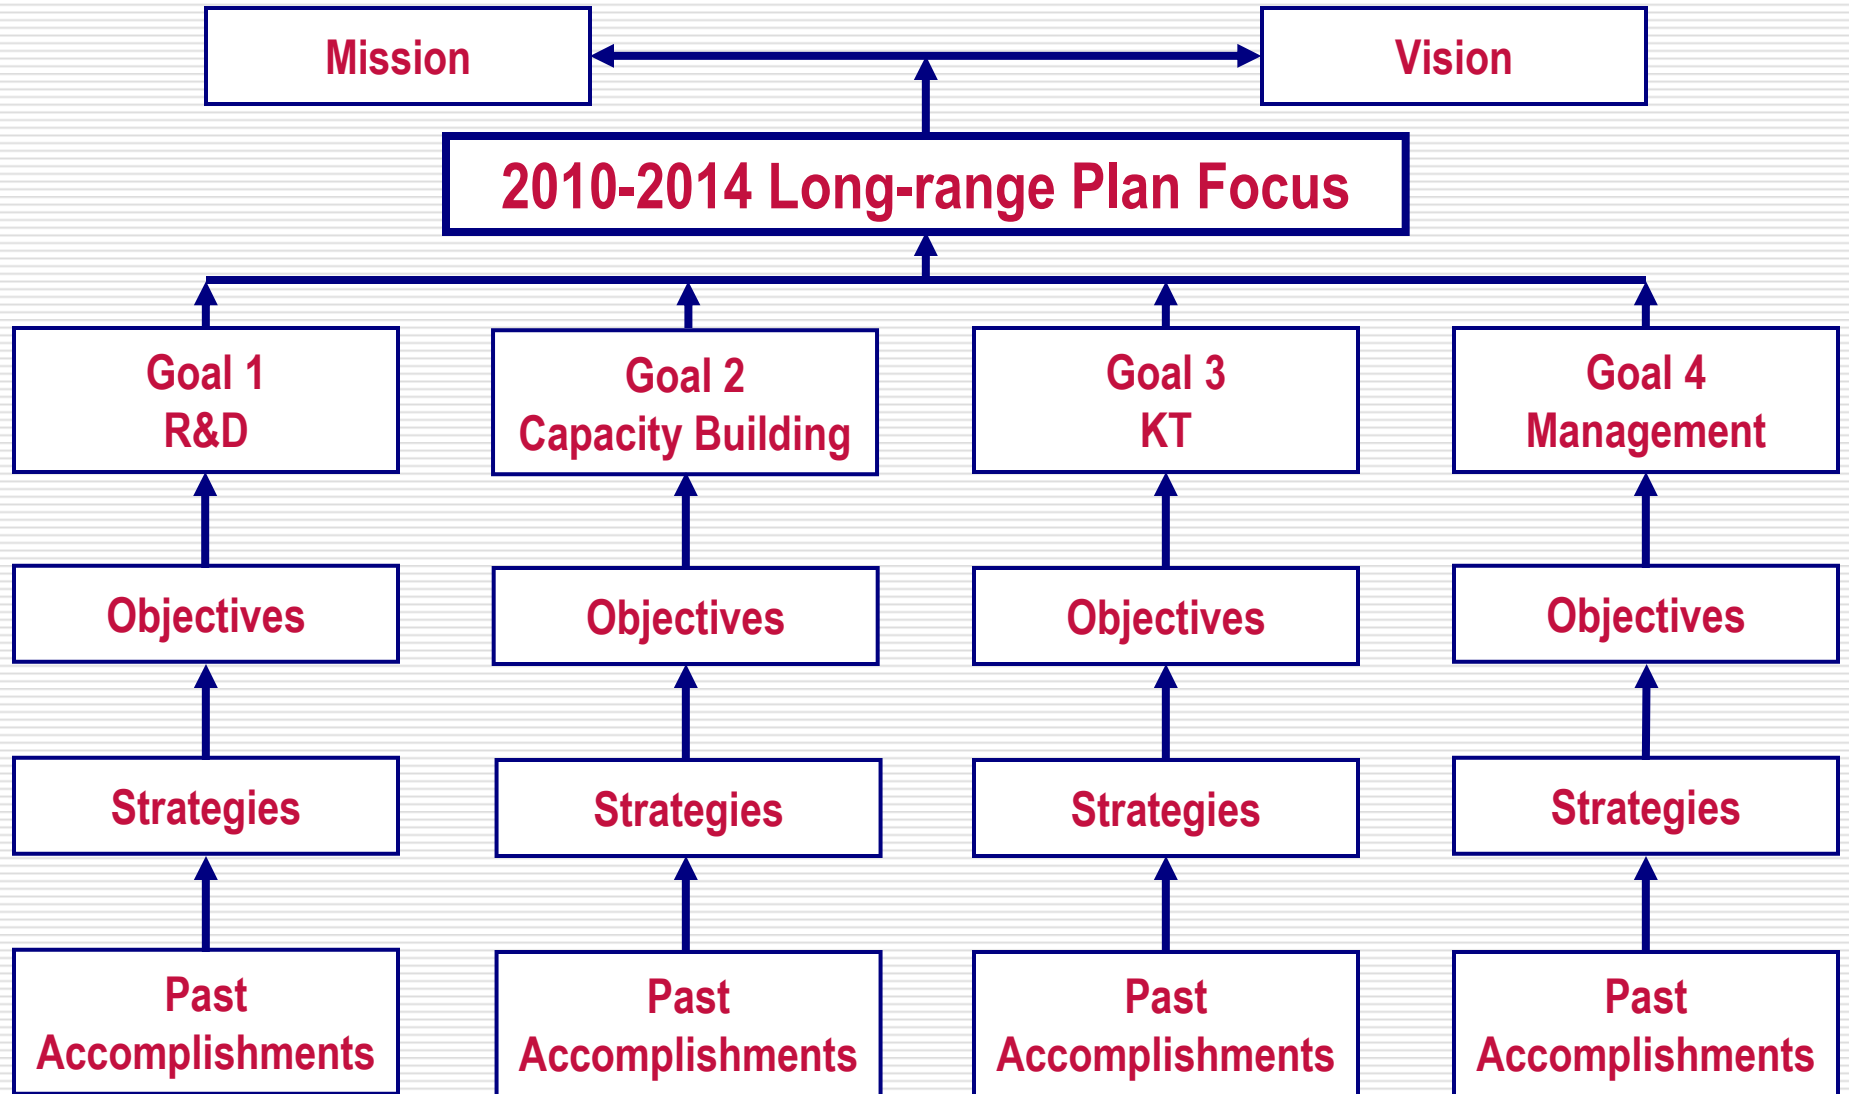 Mission
Vision
2010-2014 Long-range Plan Focus
Goal 1
R&D
Goal 2
Capacity Building
Goal 3
KT
Goal 4
Management
Objectives
Objectives
Objectives
Objectives
Strategies
Strategies
Strategies
Strategies
Past
Accomplishments
Past
Accomplishments
Past
Accomplishments
Past
Accomplishments